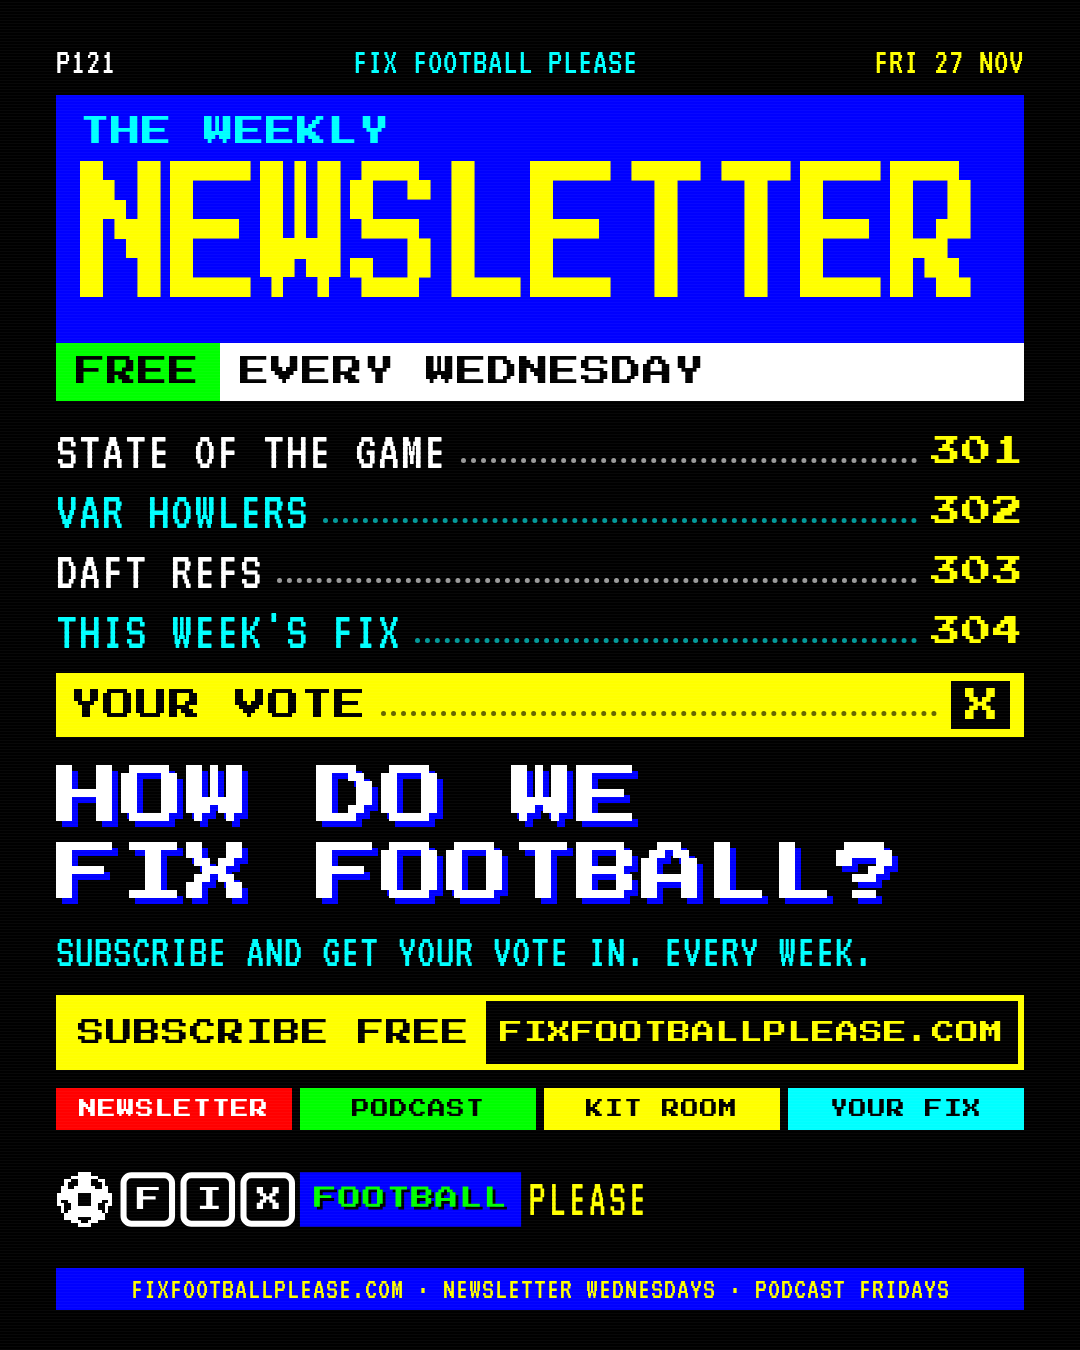 P121 FIX FOOTBALL PLEASE FRI 27 NOV
THE WEEKLY
NEWSLETTER
FREE EVERY WEDNESDAY
STATE OF THE GAME 301
VAR HOWLERS 302
DAFT REFS 303
THIS WEEK'S FIX 304
YOUR VOTE X
HOW DO WE
FIX FOOTBALL?
SUBSCRIBE AND GET YOUR VOTE IN. EVERY WEEK.
SUBSCRIBE FREE FIXFOOTBALLPLEASE.COM
NEWSLETTER PODCAST KIT ROOM YOUR FIX
FIX FOOTBALL PLEASE
FIXFOOTBALLPLEASE.COM · NEWSLETTER WEDNESDAYS · PODCAST FRIDAYS